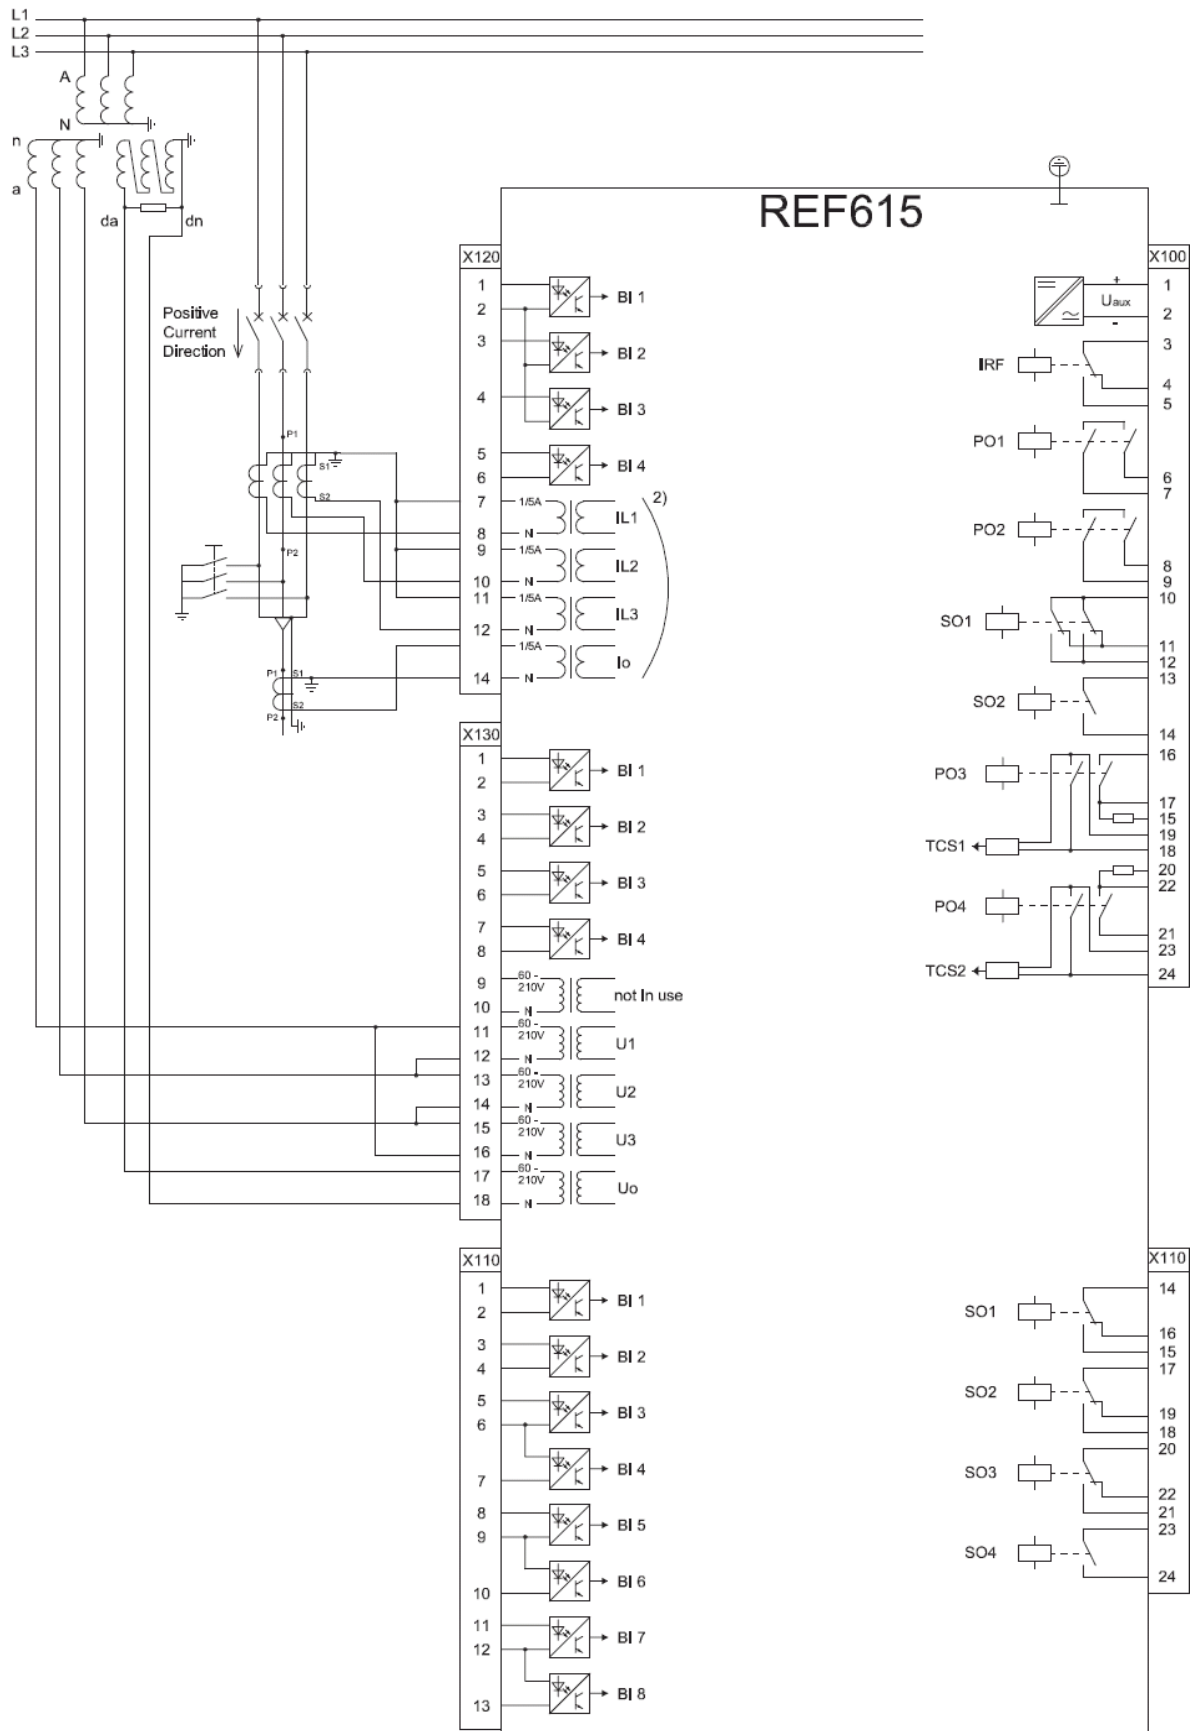 L1
L2
L3
A
N
n
a
da
dn
REF615
Positive
Current
Direction
P1
S1
S2
P2
P1
S1
S2
P2
X120
1
BI 1
2
3
BI 2
4
BI 3
5
BI 4
6
7
1/5A
IL1
2)
8
N
9
1/5A
IL2
10
N
11
1/5A
IL3
12
N
1/5A
Io
14
N
X130
1
BI 1
2
3
BI 2
4
5
BI 3
6
7
BI 4
8
9
60 -
210V
not In use
10
N
11
60 -
210V
U1
12
N
13
60 -
210V
U2
14
N
15
60 -
210V
U3
16
N
17
60 -
210V
Uo
18
N
X110
1
BI 1
2
3
BI 2
4
5
BI 3
6
BI 4
7
8
BI 5
9
BI 6
10
11
BI 7
12
BI 8
13
X100
+
1
Uaux
2
-
3
IRF
4
5
PO1
6
7
PO2
8
9
10
SO1
11
12
13
SO2
14
16
PO3
17
15
19
TCS1
18
20
22
PO4
21
23
TCS2
24
X110
14
SO1
16
15
17
SO2
19
18
20
SO3
22
21
23
SO4
24